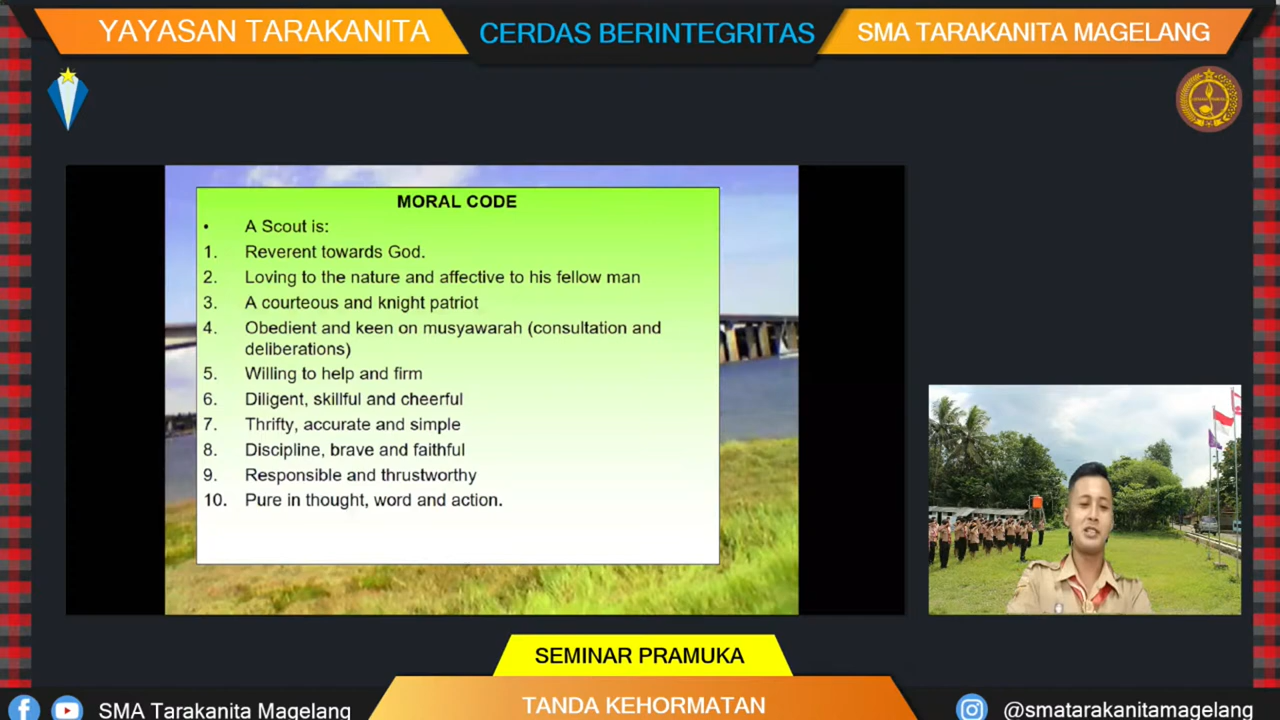 YAYASAN TARAKANITA
CERDAS BERINTEGRITAS
SMA TARAKANITA MAGELANG
MORAL CODE
• A Scout is:
1. Reverent towards God.
2. Loving to the nature and affective to his fellow man
3. A courteous and knight patriot
4. Obedient and keen on musyawarah (consultation and
deliberations)
5. Willing to help and firm
6. Diligent, skillful and cheerful
7. Thrifty, accurate and simple
8. Discipline, brave and faithful
9. Responsible and thrustworthy
10. Pure in thought, word and action.
SEMINAR PRAMUKA
TANDA KEHORMATAN
SMA Tarakanita Magelang
@smatarakanitamagelang